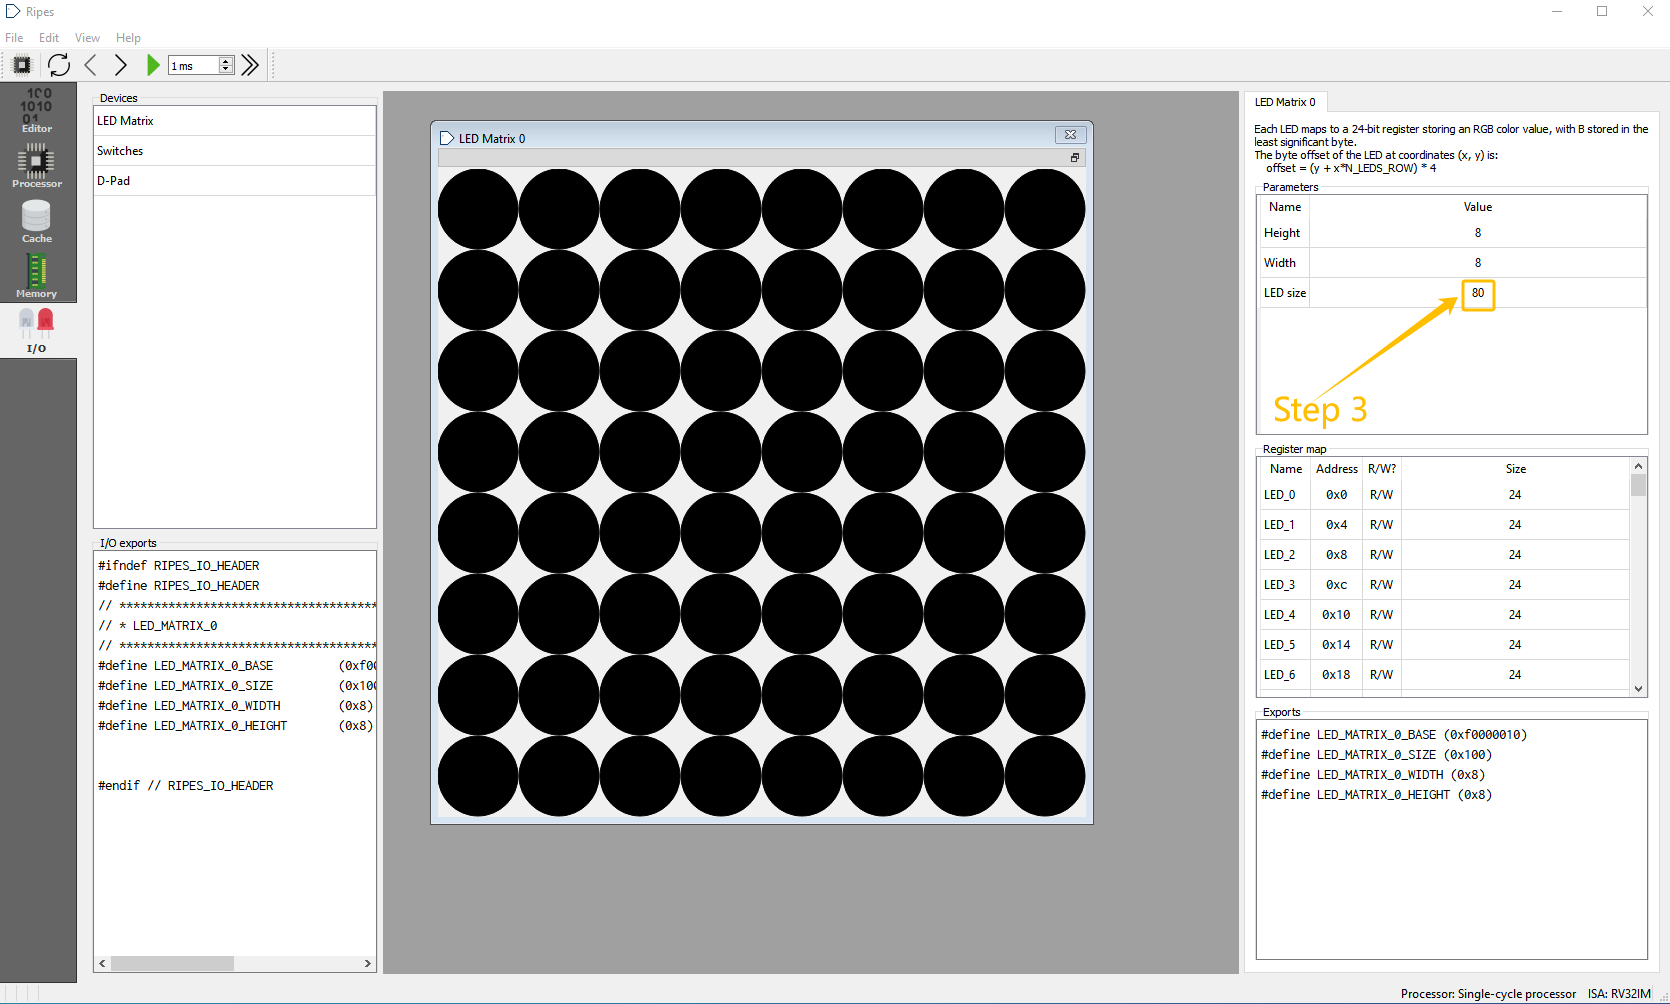 Ripes
File Edit View Help
1 ms
Editor
Processor
Cache
Memory
I/O
Devices
LED Matrix
Switches
D-Pad
I/O exports
#ifndef RIPES_IO_HEADER
#define RIPES_IO_HEADER
// *************************************
// * LED_MATRIX_0
// *************************************
#define LED_MATRIX_0_BASE (0xf00
#define LED_MATRIX_0_SIZE (0x100
#define LED_MATRIX_0_WIDTH (0x8)
#define LED_MATRIX_0_HEIGHT (0x8)
#endif // RIPES_IO_HEADER
LED Matrix 0
LED Matrix 0
Each LED maps to a 24-bit register storing an RGB color value, with B stored in the
least significant byte.
The byte offset of the LED at coordinates (x, y) is:
offset = (y + x*N_LEDS_ROW) * 4
Parameters
Name Value
Height 8
Width 8
LED size 80
Step 3
Register map
Name Address R/W? Size
LED_0 0x0 R/W 24
LED_1 0x4 R/W 24
LED_2 0x8 R/W 24
LED_3 0xc R/W 24
LED_4 0x10 R/W 24
LED_5 0x14 R/W 24
LED_6 0x18 R/W 24
Exports
#define LED_MATRIX_0_BASE (0xf0000010)
#define LED_MATRIX_0_SIZE (0x100)
#define LED_MATRIX_0_WIDTH (0x8)
#define LED_MATRIX_0_HEIGHT (0x8)
Processor: Single-cycle processor ISA: RV32IM